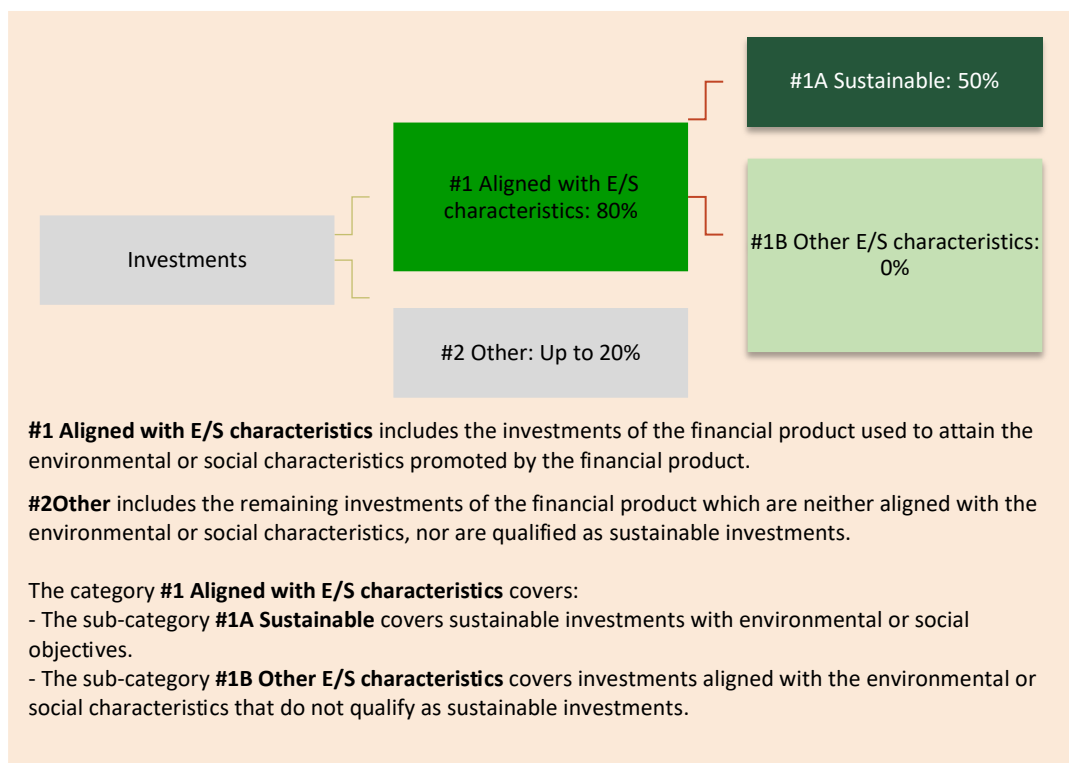 #1A Sustainable: 50%
#1 Aligned with E/S
characteristics: 80%
#1B Other E/S characteristics:
0%
Investments
#2 Other: Up to 20%
#1 Aligned with E/S characteristics includes the investments of the financial product used to attain the
environmental or social characteristics promoted by the financial product.
#2Other includes the remaining investments of the financial product which are neither aligned with the
environmental or social characteristics, nor are qualified as sustainable investments.
The category #1 Aligned with E/S characteristics covers:
- The sub-category #1A Sustainable covers sustainable investments with environmental or social
objectives.
- The sub-category #1B Other E/S characteristics covers investments aligned with the environmental or
social characteristics that do not qualify as sustainable investments.